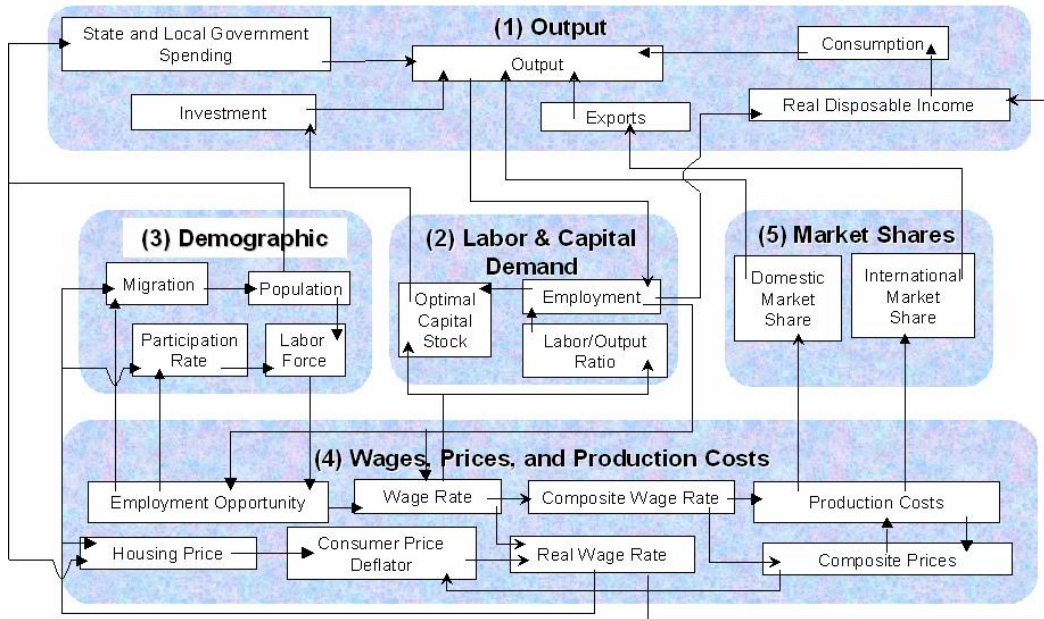 (1) Output
State and Local Government
Spending
Output
Consumption
Investment
Exports
Real Disposable Income
(3) Demographic
Migration
Population
Participation
Rate
Labor
Force
(2) Labor & Capital
Demand
Optimal
Capital
Stock
Employment
Labor/Output
Ratio
(5) Market Shares
Domestic
Market
Share
International
Market
Share
(4) Wages, Prices, and Production Costs
Employment Opportunity
Wage Rate
Composite Wage Rate
Production Costs
Housing Price
Consumer Price
Deflator
Real Wage Rate
Composite Prices